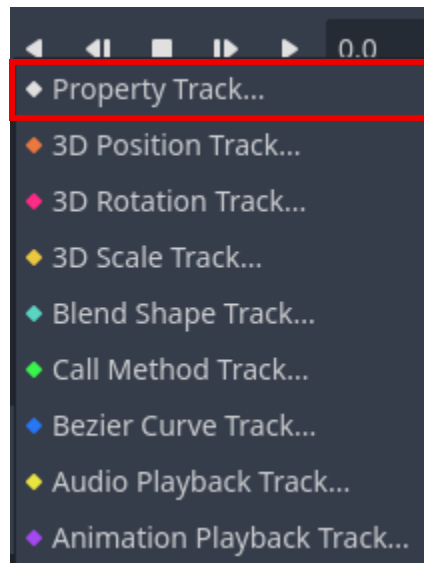 0.0
Property Track...
3D Position Track...
3D Rotation Track...
3D Scale Track...
Blend Shape Track...
Call Method Track...
Bezier Curve Track...
Audio Playback Track...
Animation Playback Track...